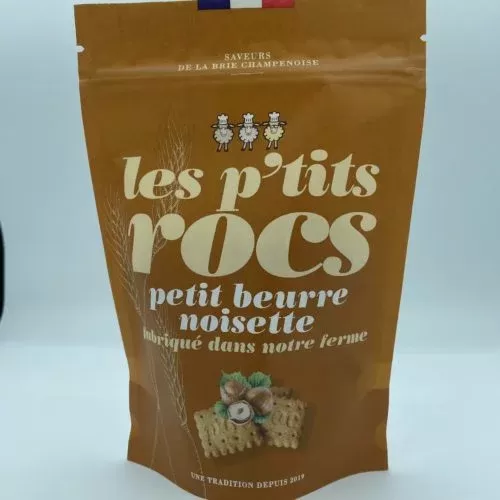 SAVEURS
DE LA BRIE CHAMPENOISE
les p'tits
rocs
petit beurre
noisette
fabriqué dans notre ferme
UNE TRADITION DEPUIS 2019